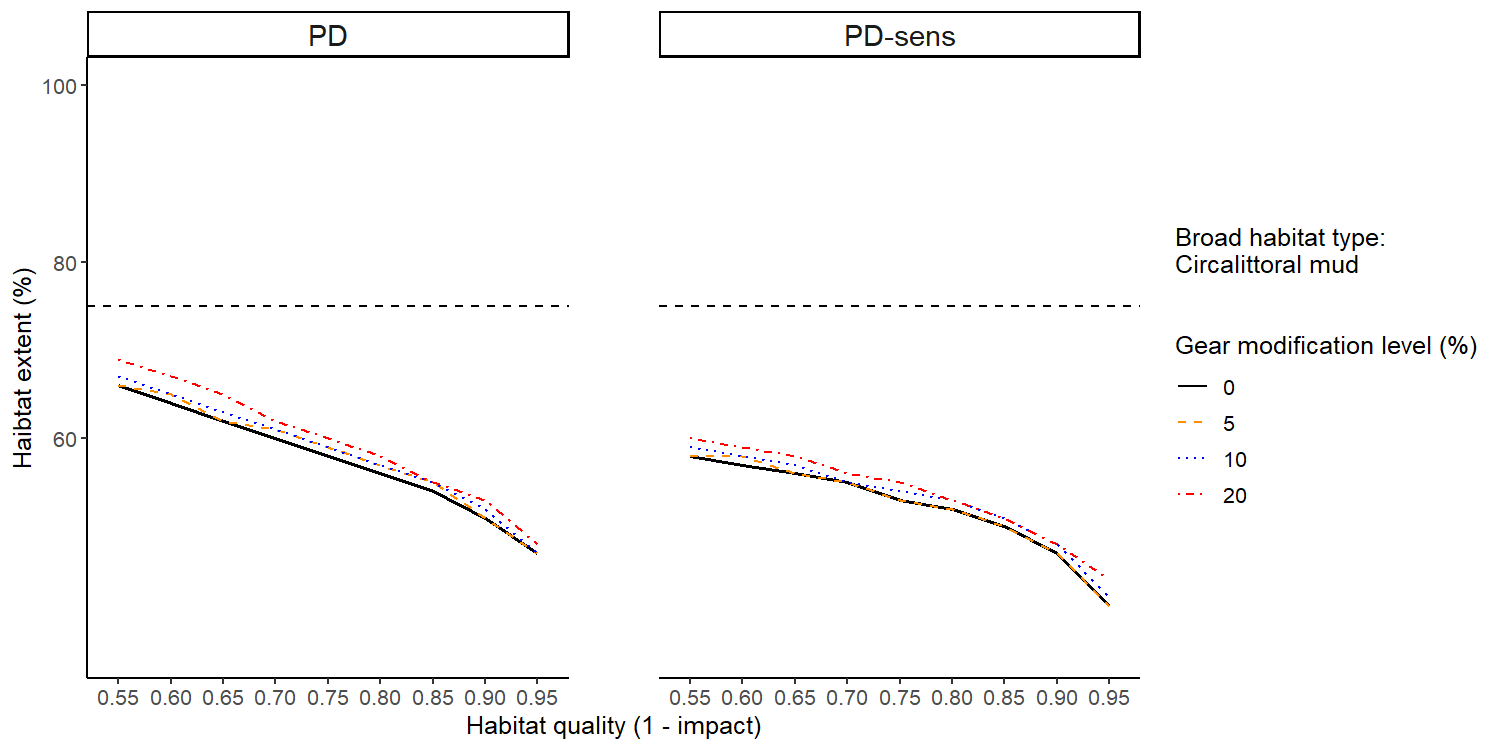 PD
PD-sens
100
80
60
Haibtat extent (%)
0.55 0.60 0.65 0.70 0.75 0.80 0.85 0.90 0.95
0.55 0.60 0.65 0.70 0.75 0.80 0.85 0.90 0.95
Habitat quality (1 - impact)
Broad habitat type:
Circalittoral mud
Gear modification level (%)
0
5
10
20